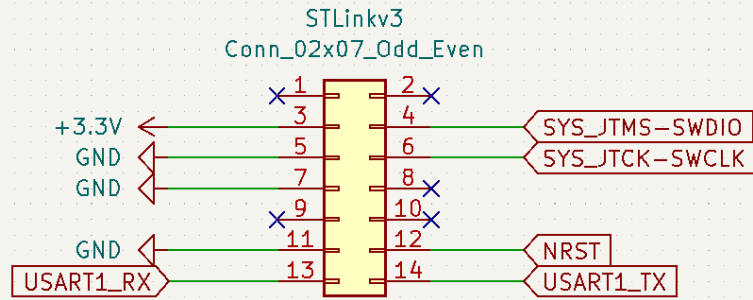 STLinkv3
Conn_02x07_Odd_Even
1 2
+3.3V 3 4 SYS_JTMS-SWDIO
GND 5 6 SYS_JTCK-SWCLK
GND 7 8
9 10
GND 11 12 NRST
USART1_RX 13 14 USART1_TX